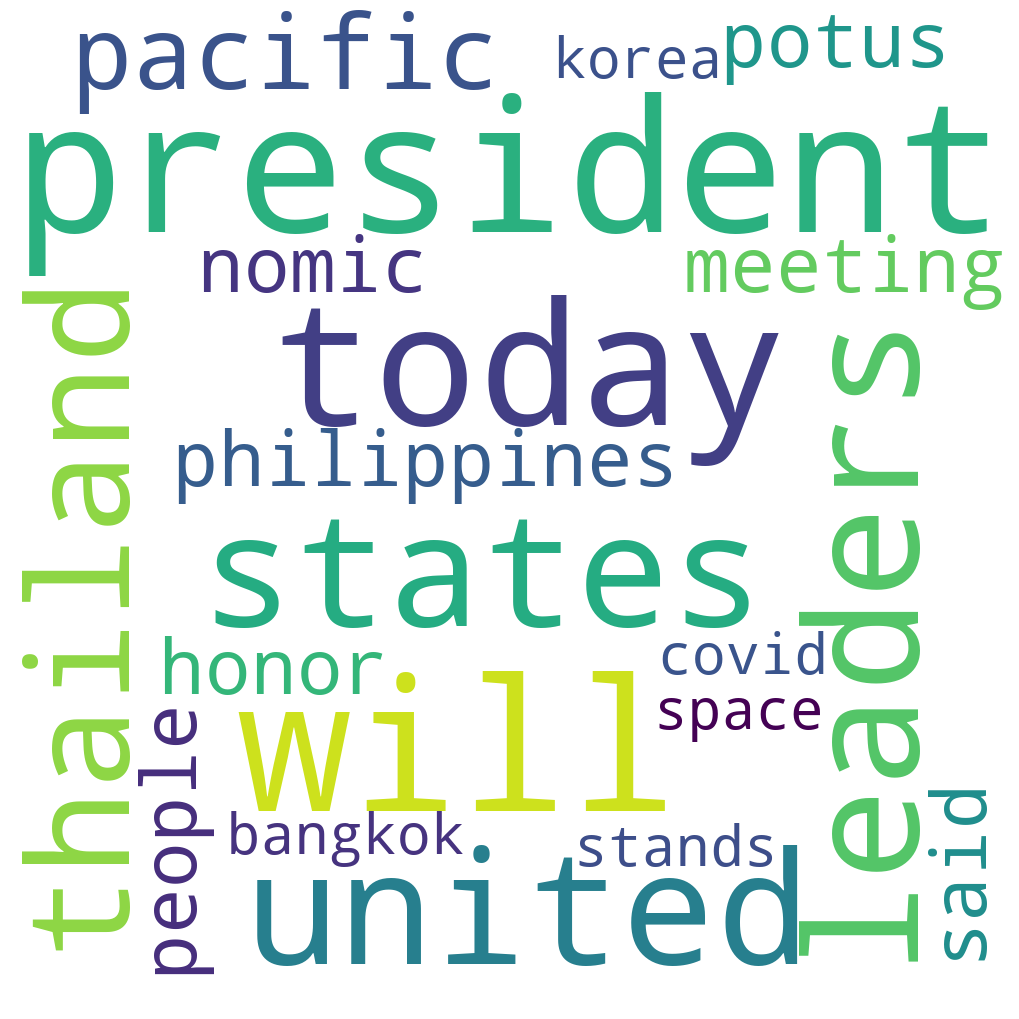 pacific
korea
potus
president
nomic
meeting
thailand
today
leaders
philippines
states
honor
covid
will
space
people
bangkok
stands
said
united